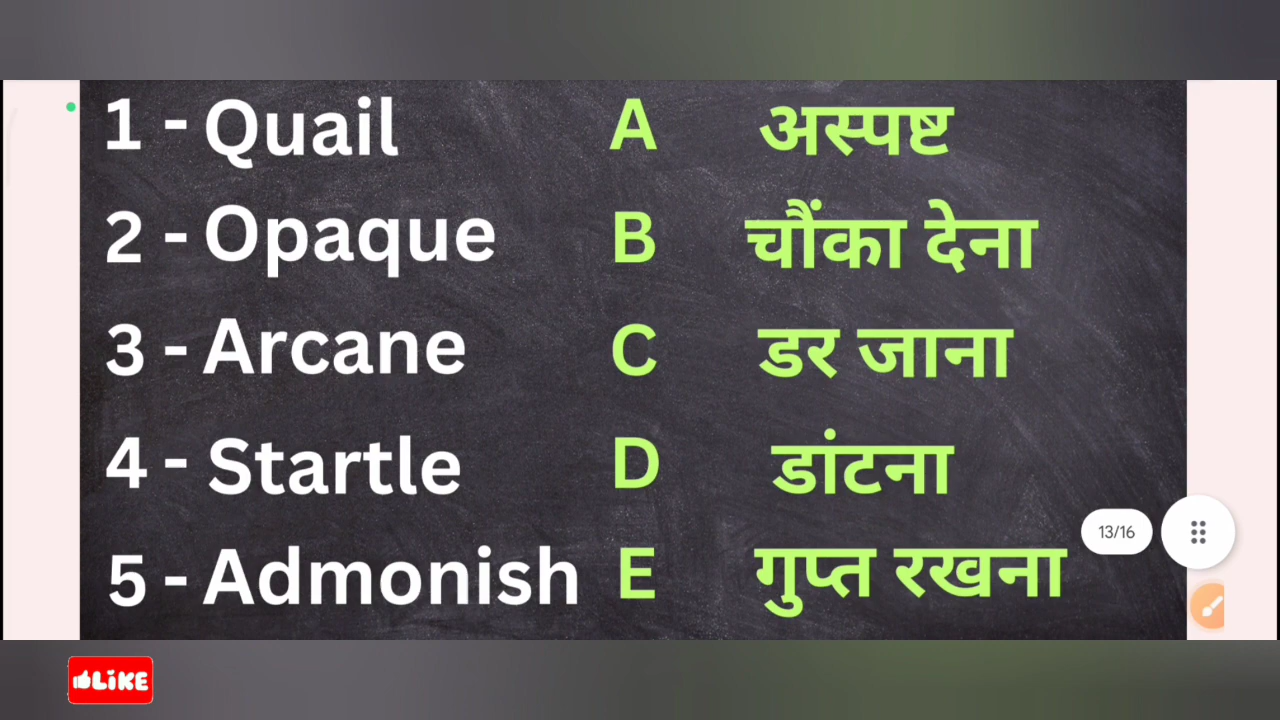 1 - Quail A अस्पष्ट
2 - Opaque B चौंका देना
3 - Arcane C डर जाना
4 - Startle D डांटना
5 - Admonish E गुप्त रखना
13/16
LIKE